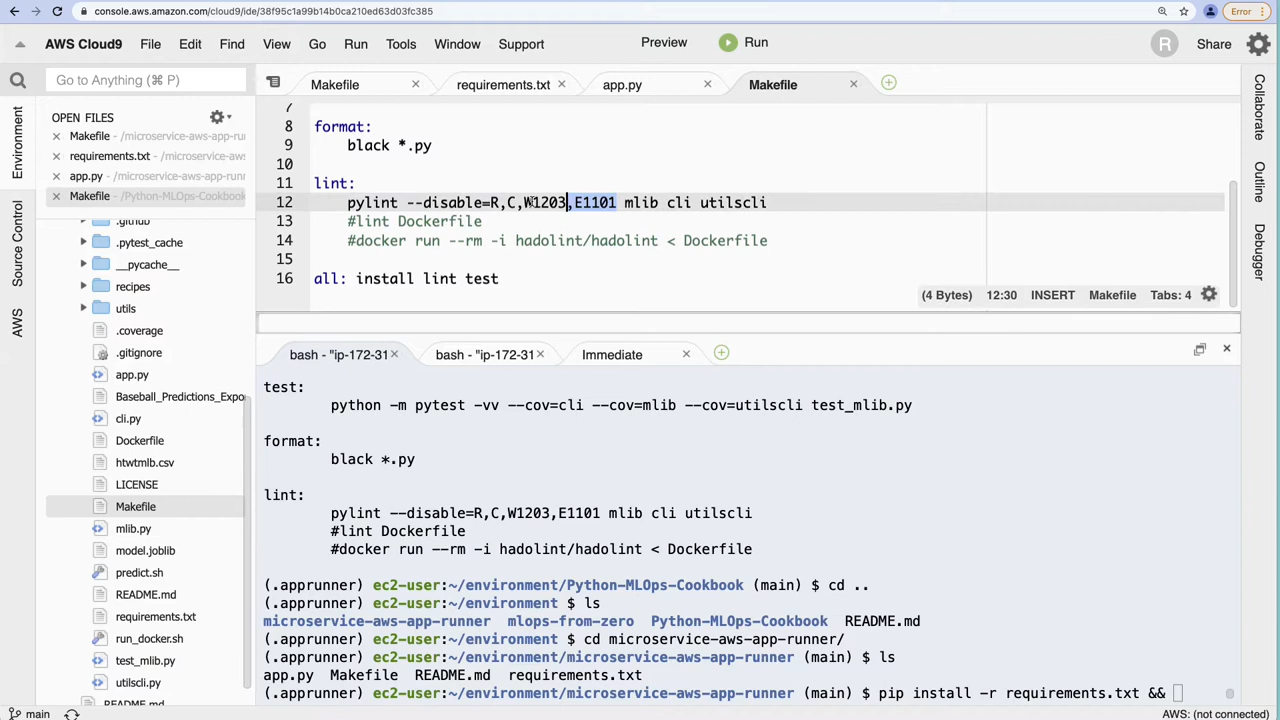 console.aws.amazon.com/cloud9/ide/38f95c1a99b14b0ca210ed63d03fc385
Error
AWS Cloud9 File Edit Find View Go Run Tools Window Support Preview Run R Share
Go to Anything (⌘ P)
Makefile requirements.txt app.py Makefile
OPEN FILES
Makefile - /microservice-aws-app-runn
requirements.txt - /microservice-aws
app.py - /microservice-aws-app-runn
Makefile - /Python-MLOps-Cookbook
.github
.pytest_cache
__pycache__
recipes
utils
.coverage
.gitignore
app.py
Baseball_Predictions_Expo
cli.py
Dockerfile
htwtmlb.csv
LICENSE
Makefile
mlib.py
model.joblib
predict.sh
README.md
requirements.txt
run_docker.sh
test_mlib.py
utilscli.py
README.md
Environment
Source Control
AWS
Collaborate
Outline
Debugger
7
8 format:
9 black *.py
10
11 lint:
12 pylint --disable=R,C,W1203,E1101 mlib cli utilscli
13 #lint Dockerfile
14 #docker run --rm -i hadolint/hadolint < Dockerfile
15
16 all: install lint test
(4 Bytes) 12:30 INSERT Makefile Tabs: 4
bash - "ip-172-31 bash - "ip-172-31 Immediate
test:
python -m pytest -vv --cov=cli --cov=mlib --cov=utilscli test_mlib.py
format:
black *.py
lint:
pylint --disable=R,C,W1203,E1101 mlib cli utilscli
#lint Dockerfile
#docker run --rm -i hadolint/hadolint < Dockerfile
(.apprunner) ec2-user:~/environment/Python-MLOps-Cookbook (main) $ cd ..
(.apprunner) ec2-user:~/environment $ ls
microservice-aws-app-runner mlops-from-zero Python-MLOps-Cookbook README.md
(.apprunner) ec2-user:~/environment $ cd microservice-aws-app-runner/
(.apprunner) ec2-user:~/environment/microservice-aws-app-runner (main) $ ls
app.py Makefile README.md requirements.txt
(.apprunner) ec2-user:~/environment/microservice-aws-app-runner (main) $ pip install -r requirements.txt &&
main
AWS: (not connected)